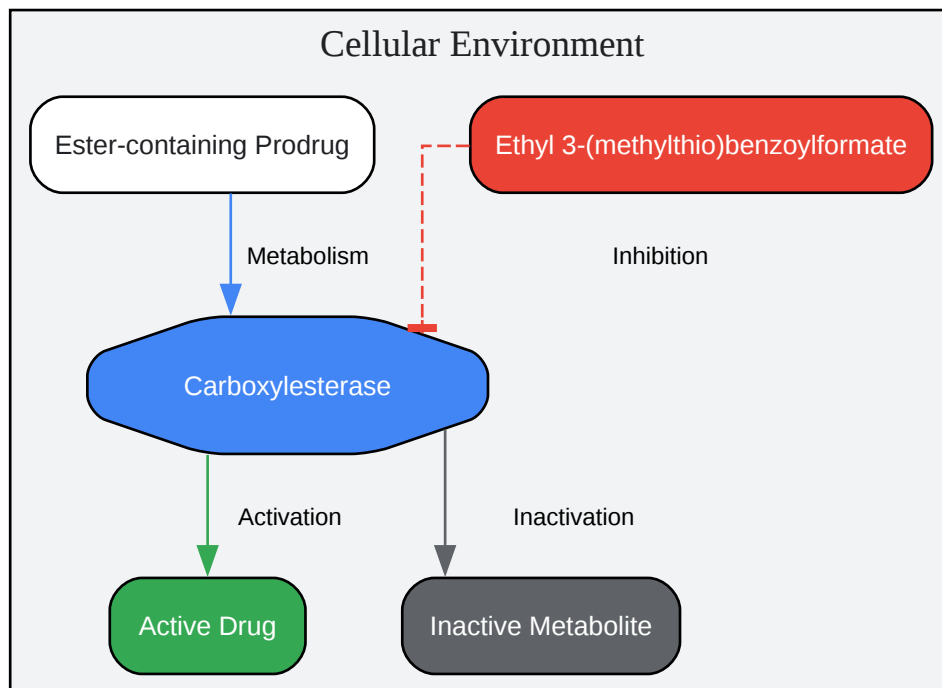 Cellular Environment
Ester-containing Prodrug
Ethyl 3-(methylthio)benzoylformate
Metabolism
Inhibition
Carboxylesterase
Activation
Inactivation
Active Drug
Inactive Metabolite